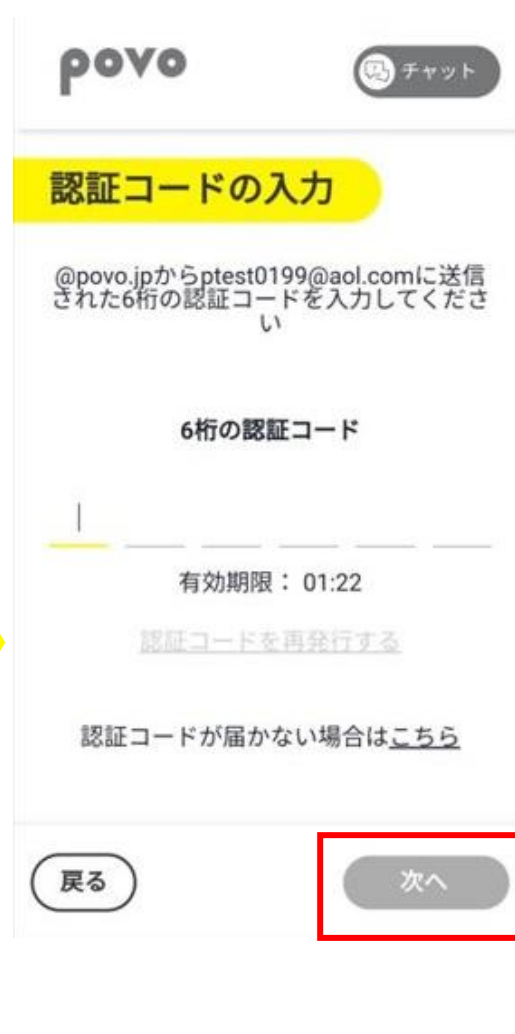 povo
チャット
認証コードの入力
@povo.jpからptest0199@aol.comに送信
された6桁の認証コードを入力してくださ
い
6桁の認証コード
有効期限： 01:22
認証コードを再発行する
認証コードが届かない場合はこちら
戻る
次へ